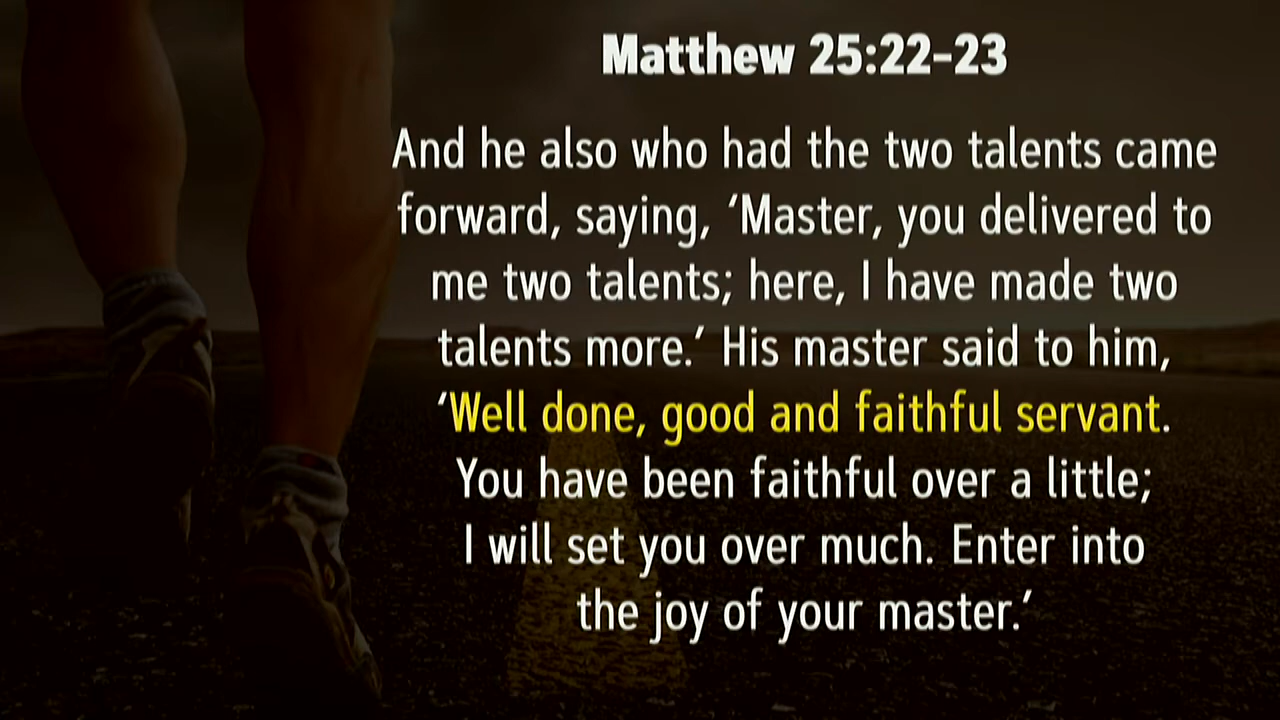 Matthew 25:22–23
And he also who had the two talents came
forward, saying, ‘Master, you delivered to
me two talents; here, I have made two
talents more.’ His master said to him,
‘Well done, good and faithful servant.
You have been faithful over a little;
I will set you over much. Enter into
the joy of your master.’